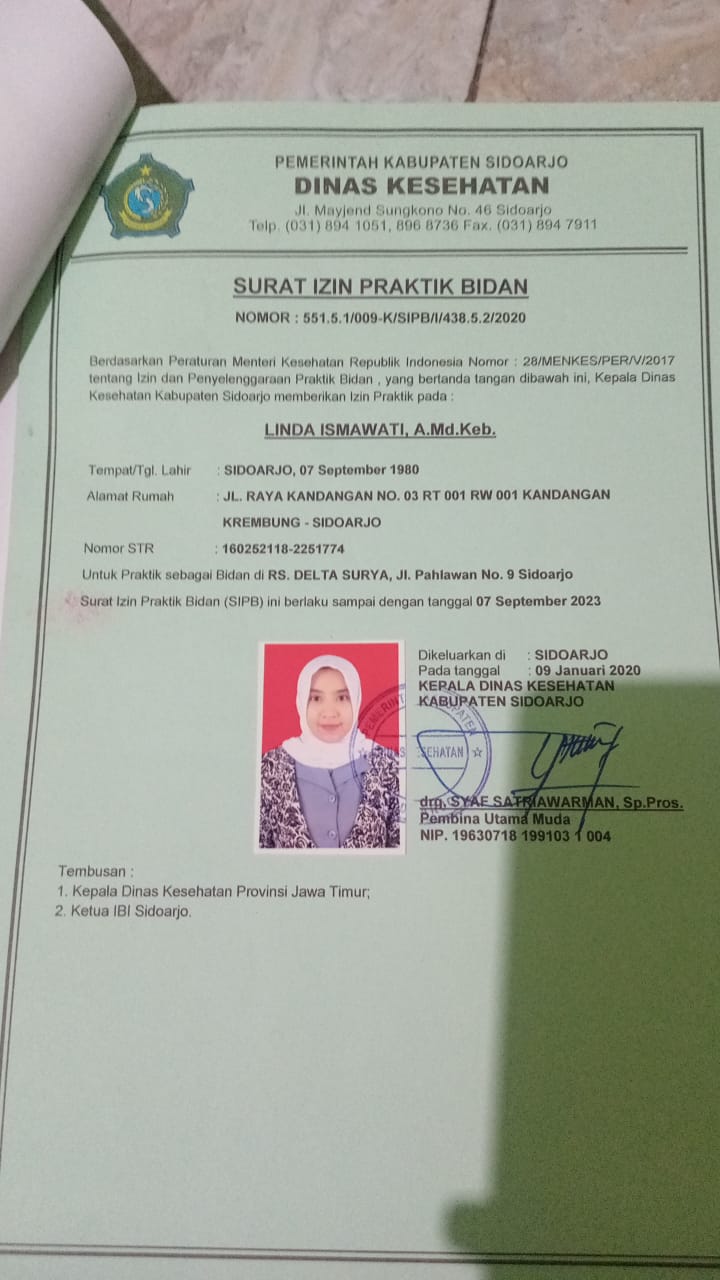 PEMERINTAH KABUPATEN SIDOARJO
DINAS KESEHATAN
Jl. Mayjend Sungkono No. 46 Sidoarjo
Telp. (031) 894 1051, 896 8736 Fax. (031) 894 7911
SURAT IZIN PRAKTIK BIDAN
NOMOR : 551.5.1/009-K/SIPB/I/438.5.2/2020
Berdasarkan Peraturan Menteri Kesehatan Republik Indonesia Nomor : 28/MENKES/PER/V/2017
tentang Izin dan Penyelenggaraan Praktik Bidan , yang bertanda tangan dibawah ini, Kepala Dinas
Kesehatan Kabupaten Sidoarjo memberikan Izin Praktik pada :
LINDA ISMAWATI, A.Md.Keb.
Tempat/Tgl. Lahir : SIDOARJO, 07 September 1980
Alamat Rumah : JL. RAYA KANDANGAN NO. 03 RT 001 RW 001 KANDANGAN
KREMBUNG - SIDOARJO
Nomor STR : 160252118-2251774
Untuk Praktik sebagai Bidan di RS. DELTA SURYA, Jl. Pahlawan No. 9 Sidoarjo
Surat Izin Praktik Bidan (SIPB) ini berlaku sampai dengan tanggal 07 September 2023
Dikeluarkan di : SIDOARJO
Pada tanggal : 09 Januari 2020
KEPALA DINAS KESEHATAN
KABUPATEN SIDOARJO
drg. SYAF SATRIAWARMAN, Sp.Pros.
Pembina Utama Muda
NIP. 19630718 199103 1 004
Tembusan :
1. Kepala Dinas Kesehatan Provinsi Jawa Timur;
2. Ketua IBI Sidoarjo.